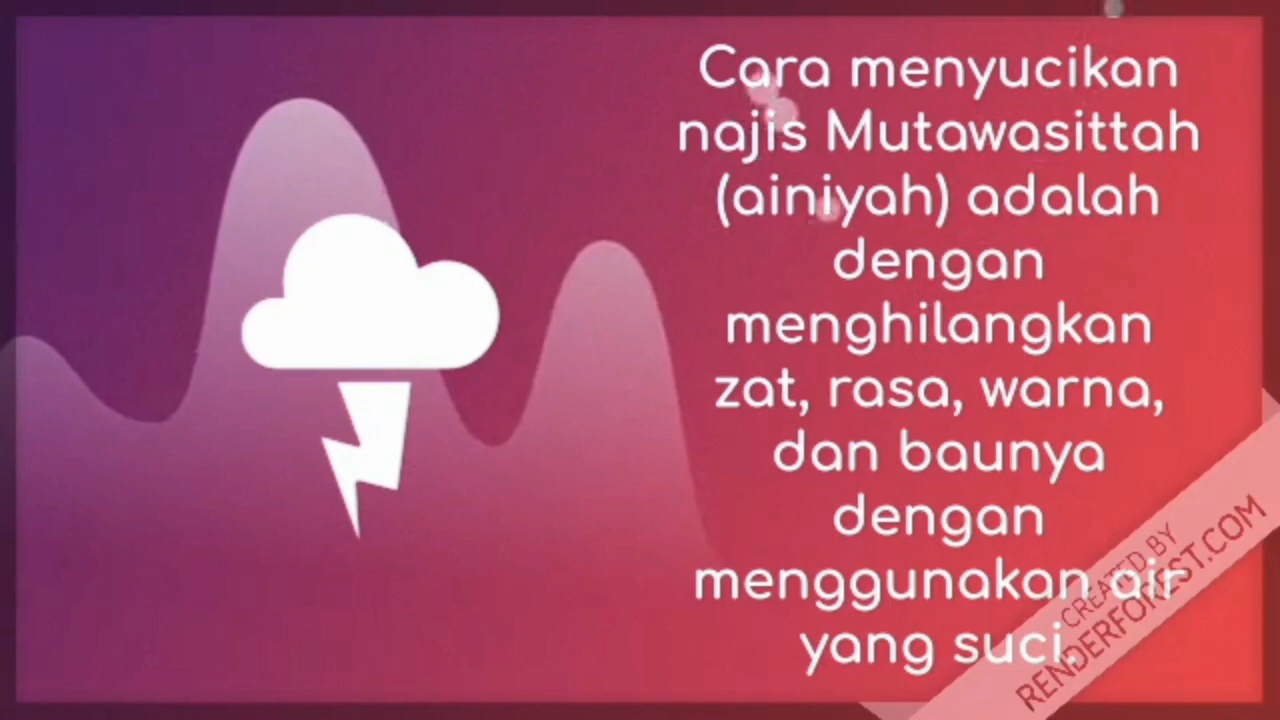 Cara menyucikan
najis Mutawasittah
(ainiyah) adalah
dengan
menghilangkan
zat, rasa, warna,
dan baunya
dengan
menggunakan air
yang suci.
CREATED BY
RENDERFOREST.COM